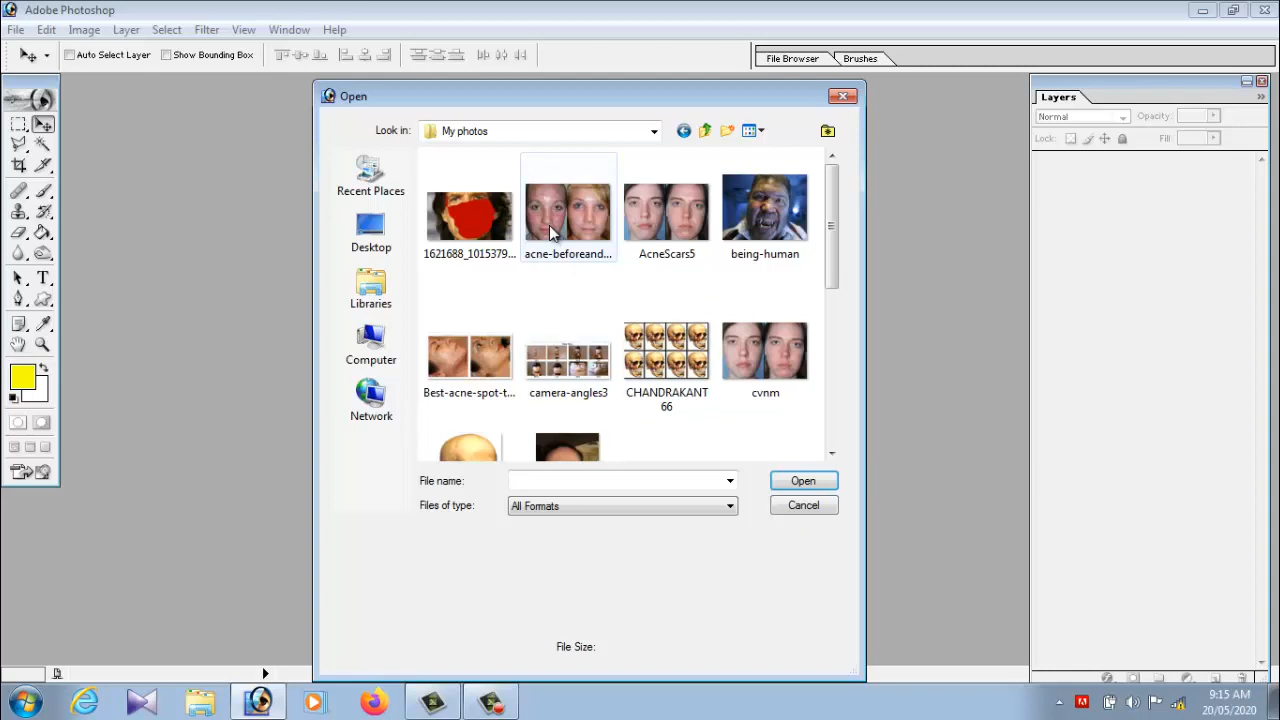 Adobe Photoshop
File Edit Image Layer Select Filter View Window Help
Auto Select Layer Show Bounding Box
File Browser Brushes
Open
Look in: My photos
Recent Places
Desktop
Libraries
Computer
Network
1621688_1015379... acne-beforeand... AcneScars5 being-human
Best-acne-spot-t... camera-angles3 CHANDRAKANT cvnm
66
File name: Open
Files of type: All Formats Cancel
File Size:
Layers
Normal Opacity:
Lock: Fill:
9:15 AM
20/05/2020